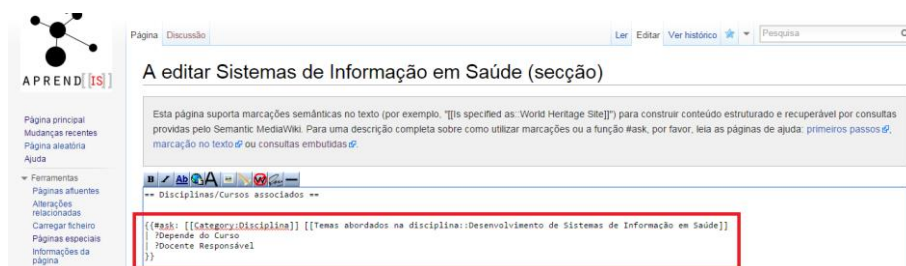 Página Discussão Ler Editar Ver histórico Pesquisa
APREND[[IS]]
A editar Sistemas de Informação em Saúde (secção)
Página principal
Mudanças recentes
Página aleatória
Ajuda
Ferramentas
Páginas afluentes
Alterações
relacionadas
Carregar ficheiro
Páginas especiais
Informações da
página
Esta página suporta marcações semânticas no texto (por exemplo, "[[Is specified as::World Heritage Site]]") para construir conteúdo estruturado e recuperável por consultas
providas pelo Semantic MediaWiki. Para uma descrição completa sobre como utilizar marcações ou a função #ask, por favor, leia as páginas de ajuda: primeiros passos,
marcação no texto ou consultas embutidas.
B I Ab A
== Disciplinas/Cursos associados ==
{{#ask: [[Category:Disciplina]] [[Temas abordados na disciplina::Desenvolvimento de Sistemas de Informação em Saúde]]
| ?Depende do Curso
| ?Docente Responsável
}}